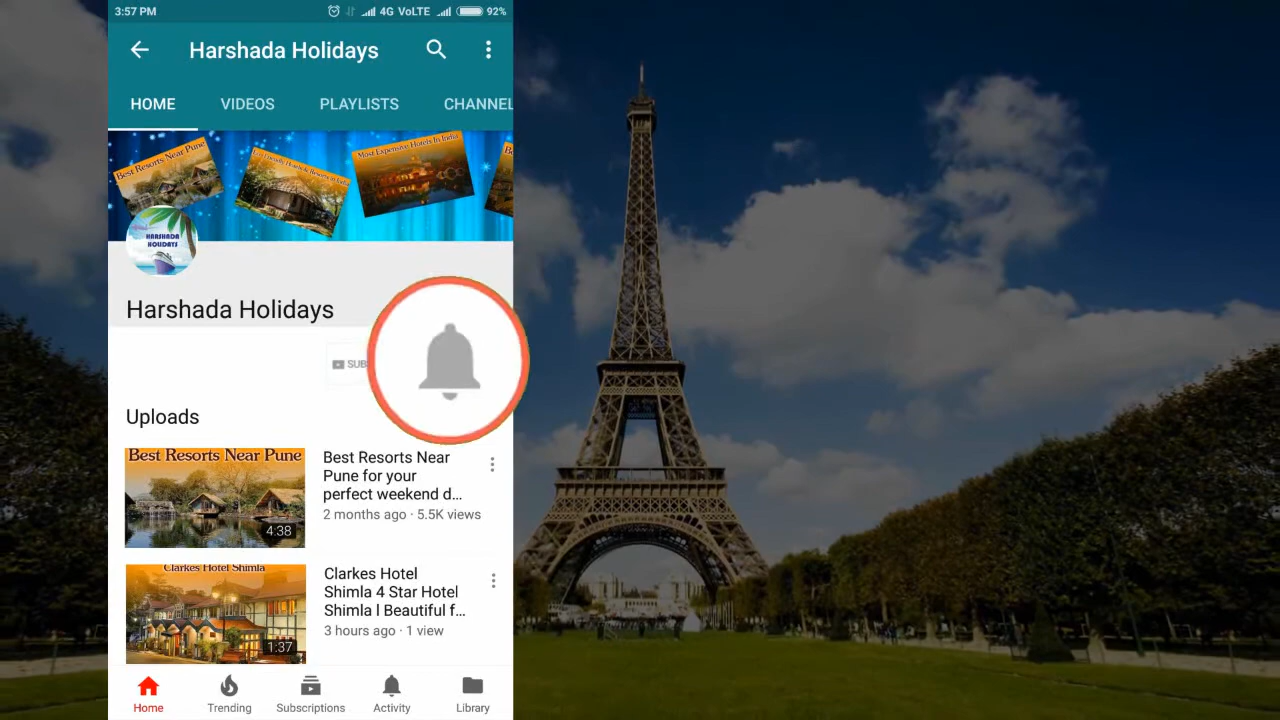 3:57 PM
4G VoLTE
92%
Harshada Holidays
HOME VIDEOS PLAYLISTS CHANNEL
Best Resorts Near Pune
Most Expensive Hotels In India
HARSHADA
HOLIDAYS
Harshada Holidays
SUB
Uploads
Best Resorts Near Pune
4:38
Best Resorts Near
Pune for your
perfect weekend d...
2 months ago · 5.5K views
Clarkes Hotel Shimla
1:37
Clarkes Hotel
Shimla 4 Star Hotel
Shimla l Beautiful f...
3 hours ago · 1 view
Home Trending Subscriptions Activity Library